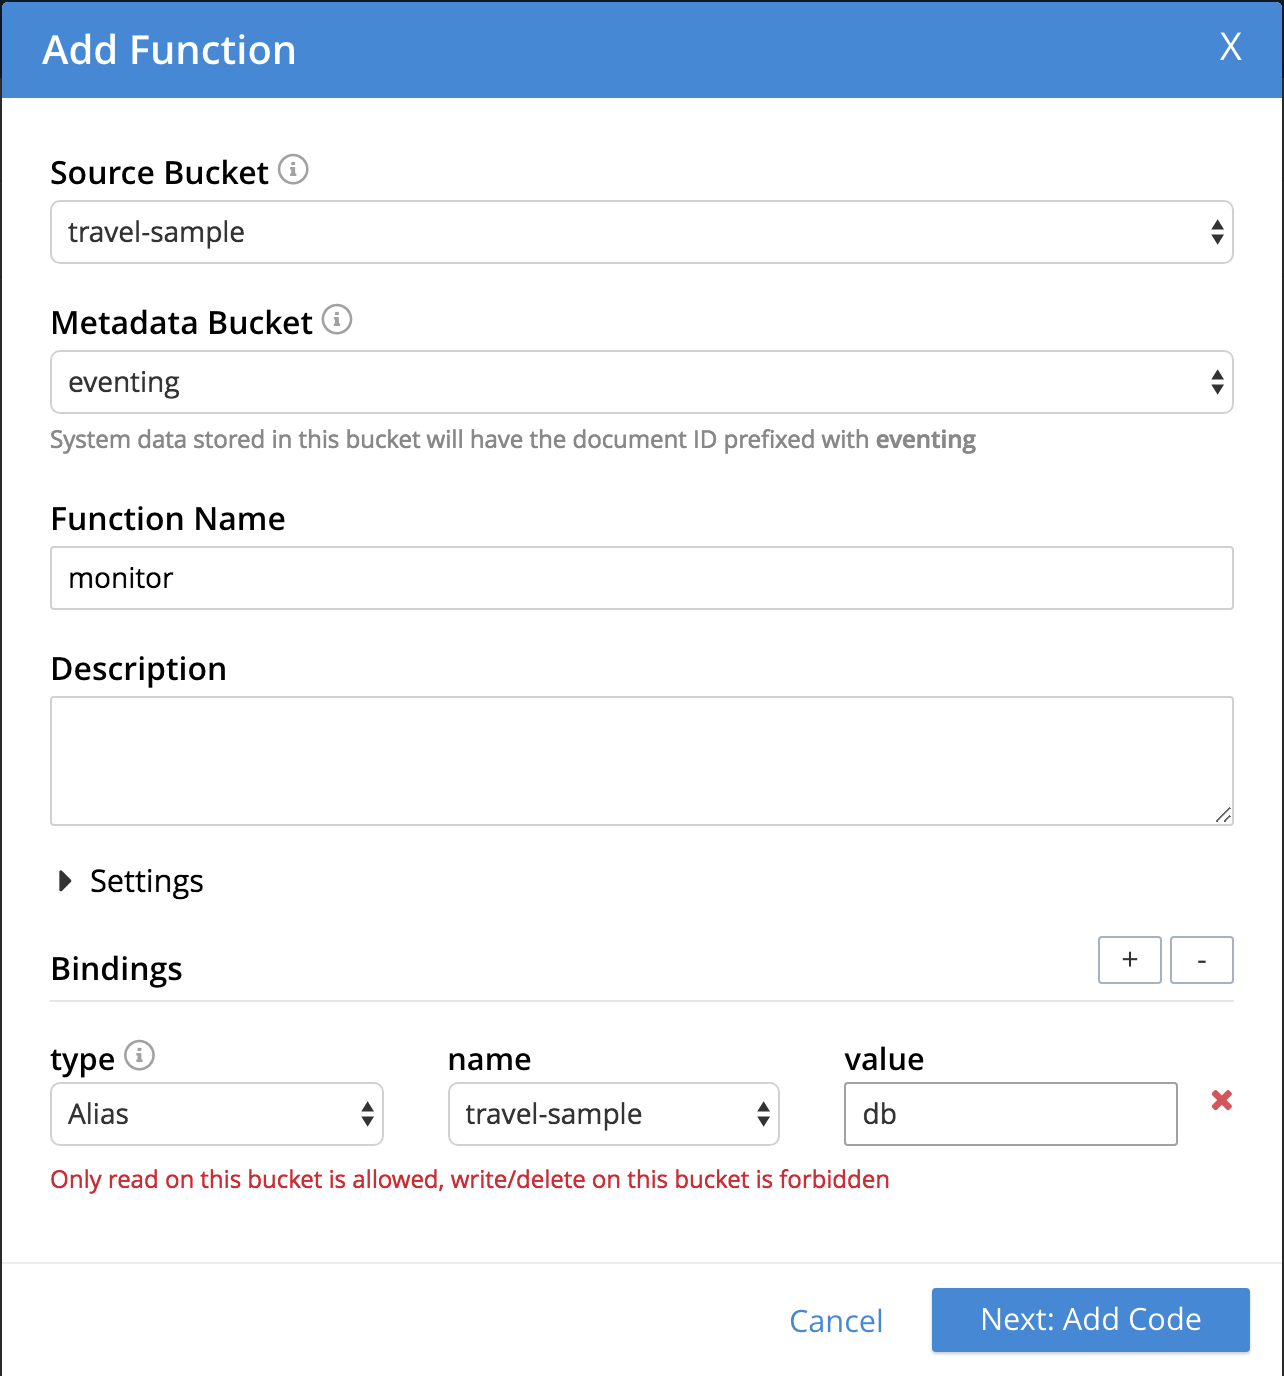 Add Function X
Source Bucket
travel-sample
Metadata Bucket
eventing
System data stored in this bucket will have the document ID prefixed with eventing
Function Name
monitor
Description
Settings
Bindings + -
type name value
Alias travel-sample db
Only read on this bucket is allowed, write/delete on this bucket is forbidden
Cancel Next: Add Code